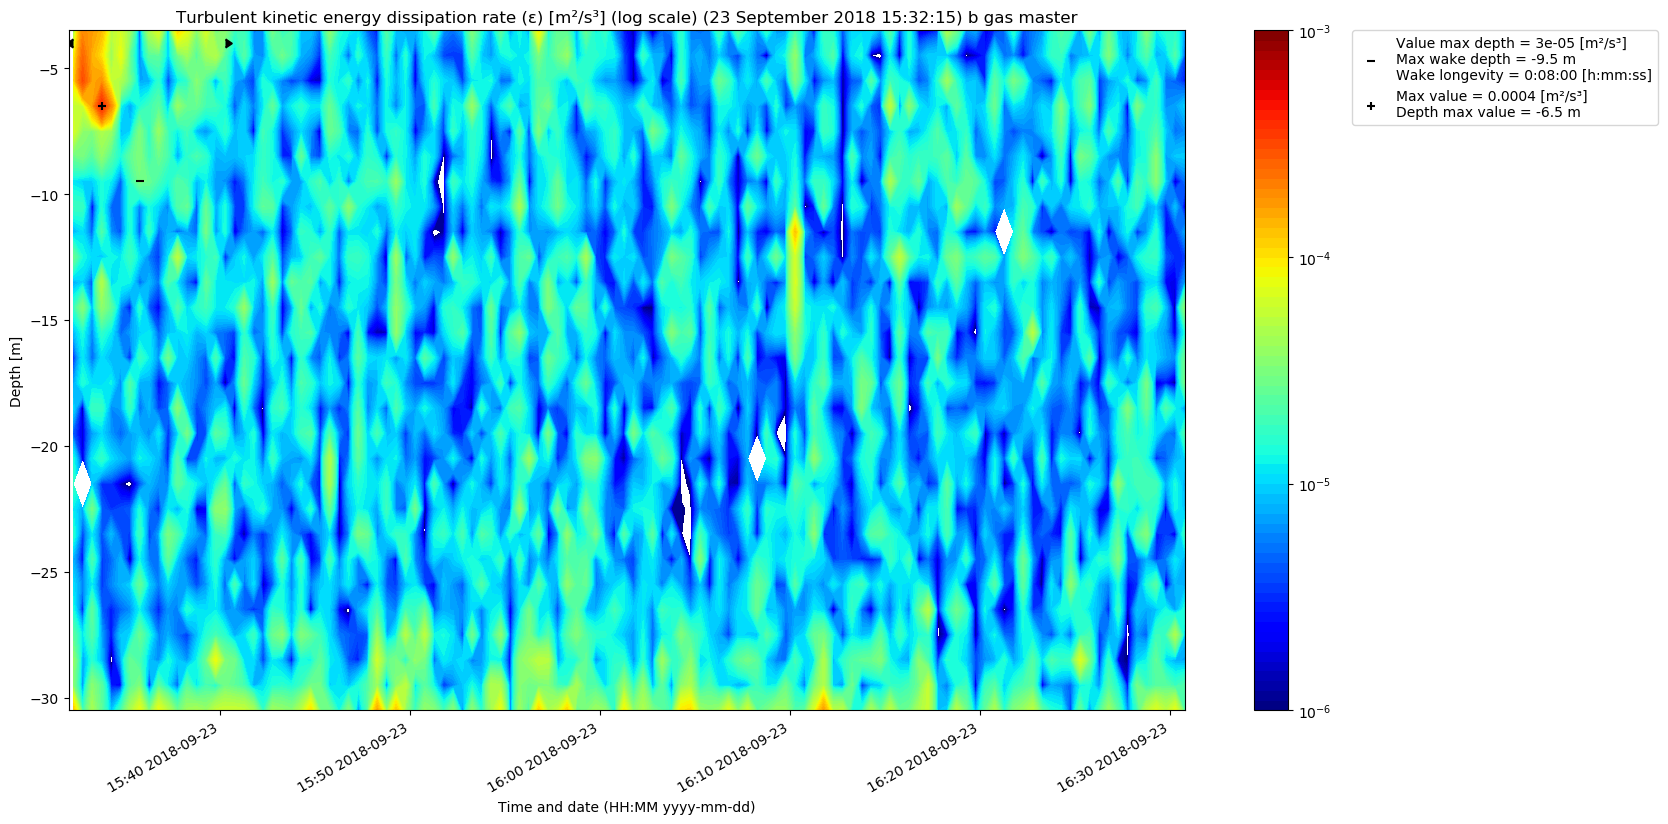 Turbulent kinetic energy dissipation rate (ε) [m²/s³] (log scale) (23 September 2018 15:32:15) b gas master
Depth [m]
−5
−10
−15
−20
−25
−30
15:40 2018-09-23
15:50 2018-09-23
16:00 2018-09-23
16:10 2018-09-23
16:20 2018-09-23
16:30 2018-09-23
Time and date (HH:MM yyyy-mm-dd)
10⁻³
10⁻⁴
10⁻⁵
10⁻⁶
Value max depth = 3e-05 [m²/s³]
Max wake depth = -9.5 m
Wake longevity = 0:08:00 [h:mm:ss]
Max value = 0.0004 [m²/s³]
Depth max value = -6.5 m